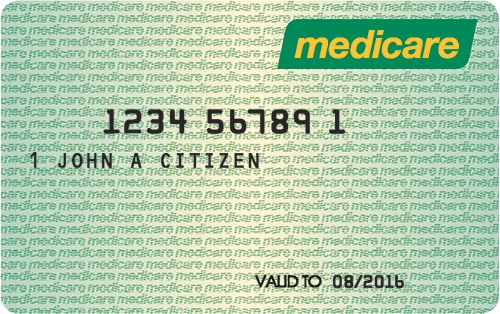 medicare
1234 56789 1
1 JOHN A CITIZEN
VALID TO 08/2016